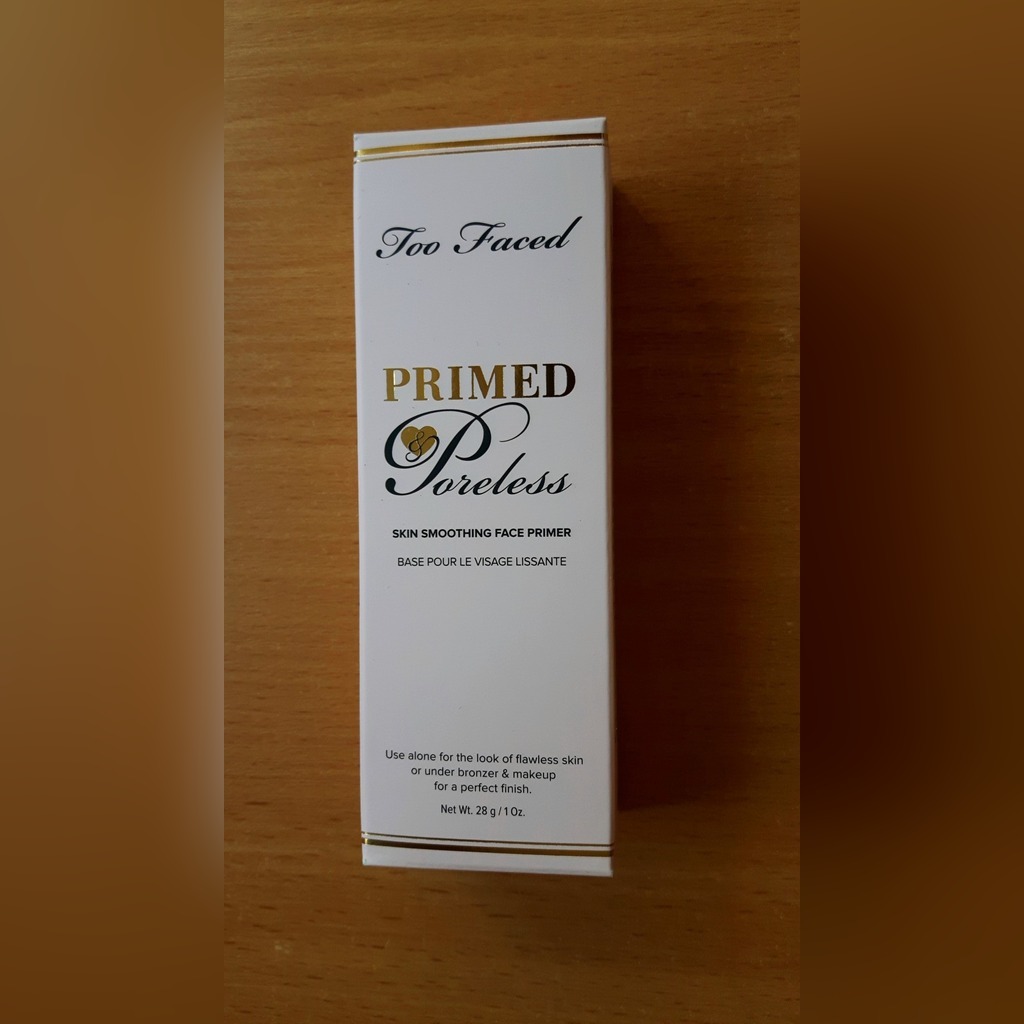 Too Faced
PRIMED
& Poreless
SKIN SMOOTHING FACE PRIMER
BASE POUR LE VISAGE LISSANTE
Use alone for the look of flawless skin
or under bronzer & makeup
for a perfect finish.
Net Wt. 28 g / 1 Oz.